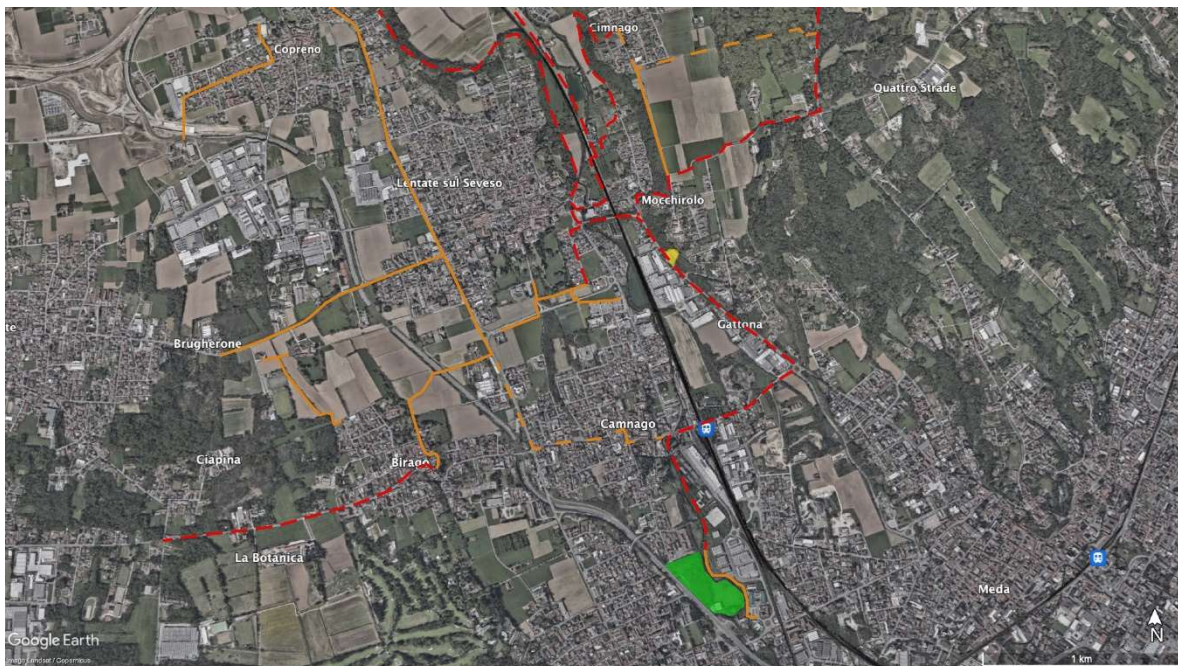 Cimnago
Copreno
Quattro Strade
Lentate sul Seveso
Mocchirolo
Gattona
Brugherone
te
Camnago
Ciapina
Birago
La Botanica
Meda
N
Google Earth
1 km